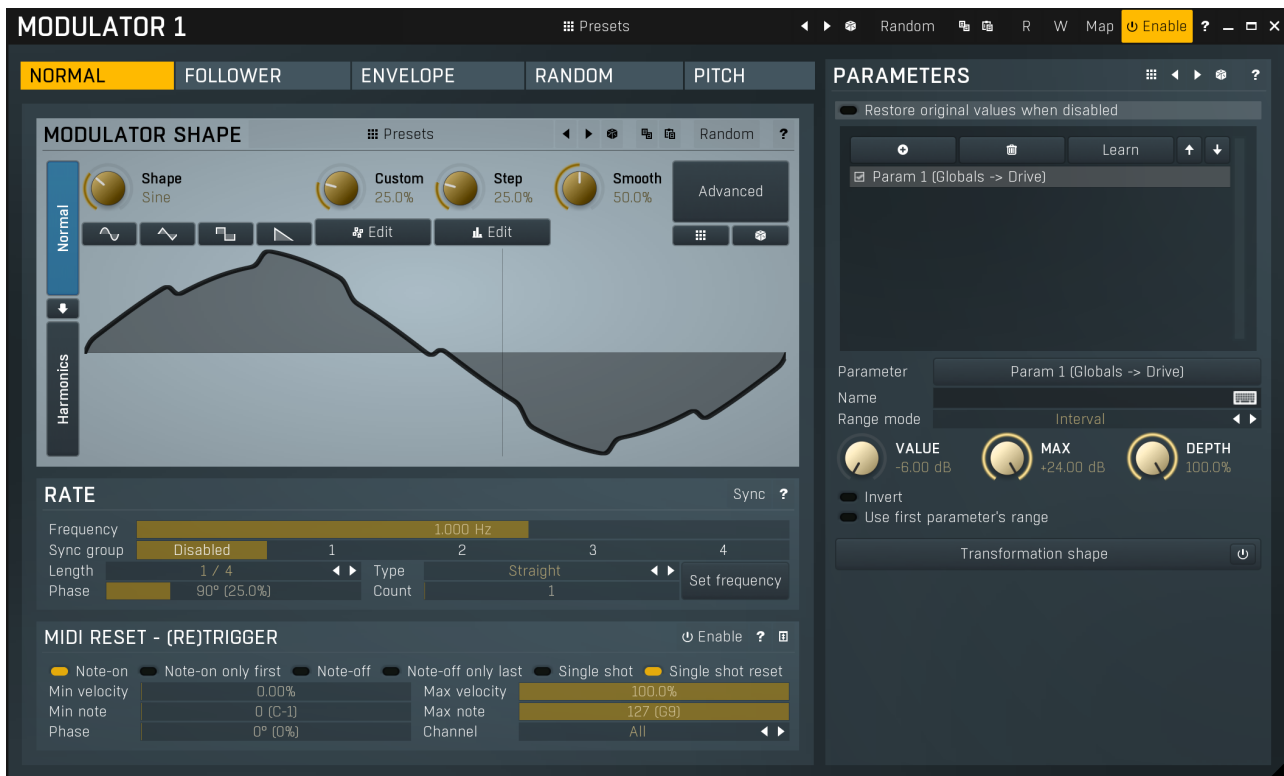 MODULATOR 1 Presets Random R W Map Enable ?
NORMAL FOLLOWER ENVELOPE RANDOM PITCH
MODULATOR SHAPE Presets Random ?
Normal
Harmonics
Shape Sine
Custom 25.0%
Step 25.0%
Smooth 50.0%
Advanced
Edit Edit
RATE Sync ?
Frequency 1.000 Hz
Sync group Disabled 1 2 3 4
Length 1 / 4 Type Straight Set frequency
Phase 90° (25.0%) Count 1
MIDI RESET - (RE)TRIGGER Enable ?
Note-on Note-on only first Note-off Note-off only last Single shot Single shot reset
Min velocity 0.00% Max velocity 100.0%
Min note 0 (C-1) Max note 127 (G9)
Phase 0° (0%) Channel All
PARAMETERS ?
Restore original values when disabled
Learn
Param 1 (Globals -> Drive)
Parameter Param 1 (Globals -> Drive)
Name
Range mode Interval
VALUE -6.00 dB
MAX +24.00 dB
DEPTH 100.0%
Invert
Use first parameter's range
Transformation shape